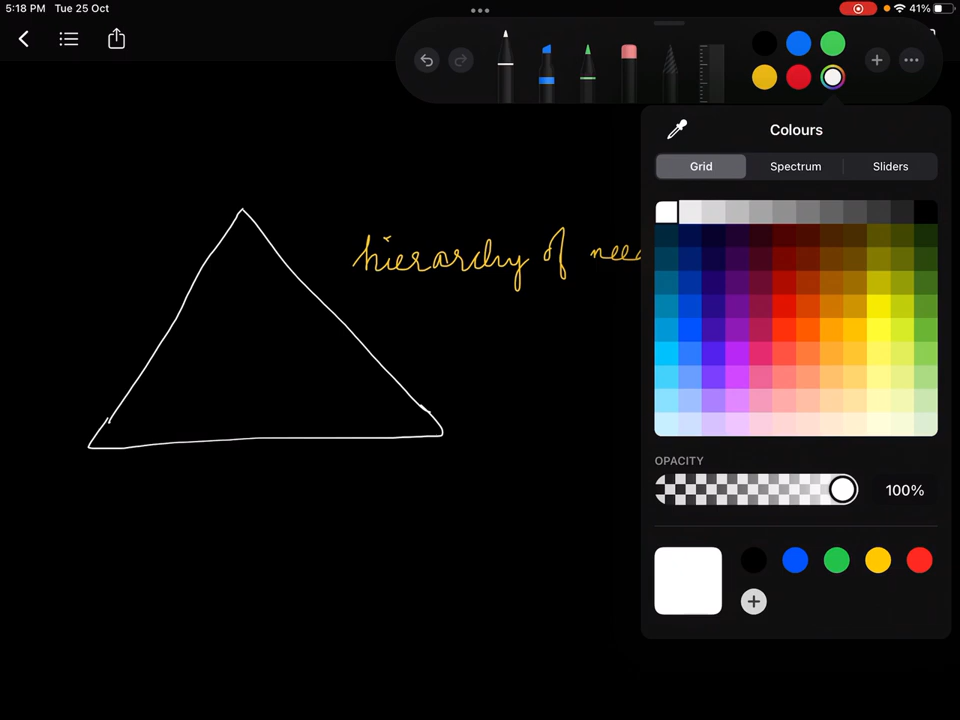 5:18 PM Tue 25 Oct
41%
Colours
Grid Spectrum Sliders
hierarchy of
OPACITY
100%